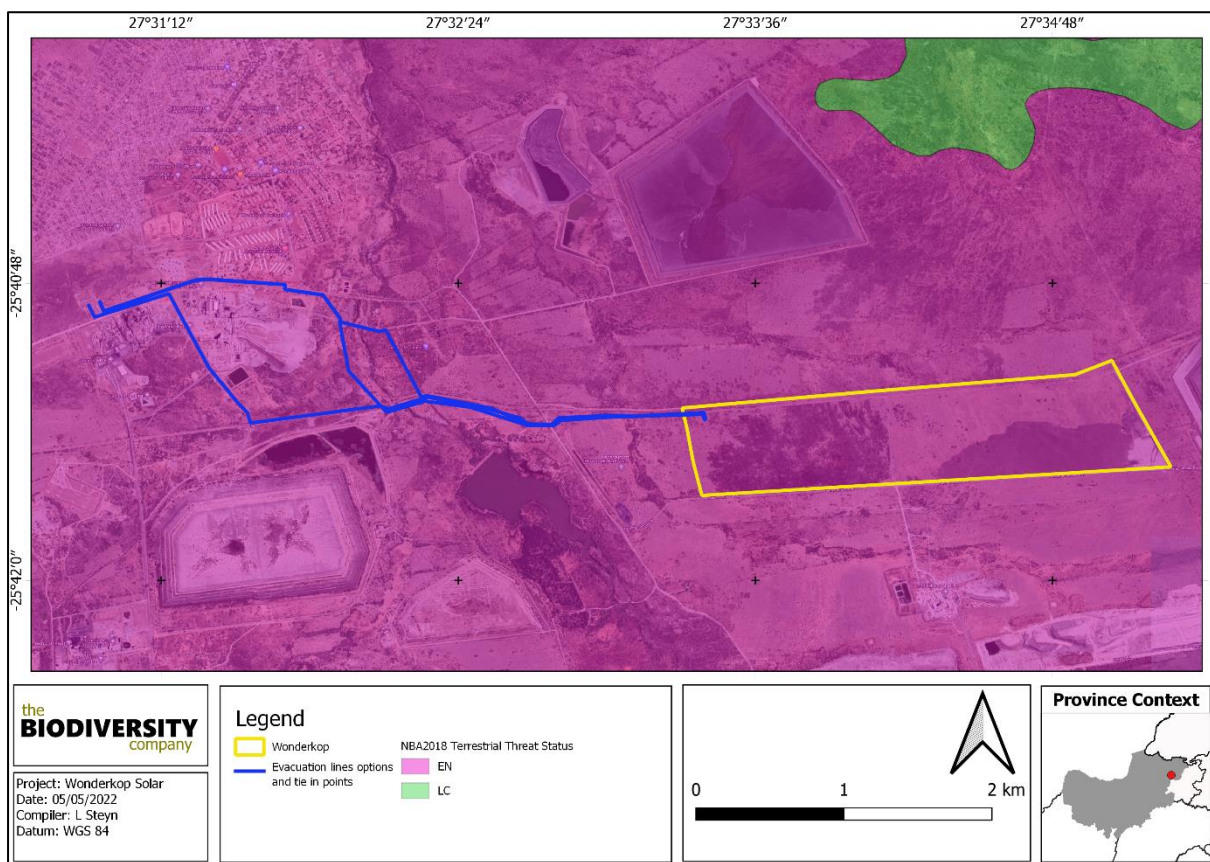 27°31′12″ 27°32′24″ 27°33′36″ 27°34′48″
-25°40′48″
-25°42′0″
the
BIODIVERSITY
company
Project: Wonderkop Solar
Date: 05/05/2022
Compiler: L Steyn
Datum: WGS 84
Legend
Wonderkop
Evacuation lines options
and tie in points
NBA2018 Terrestrial Threat Status
EN
LC
0 1 2 km
Province Context